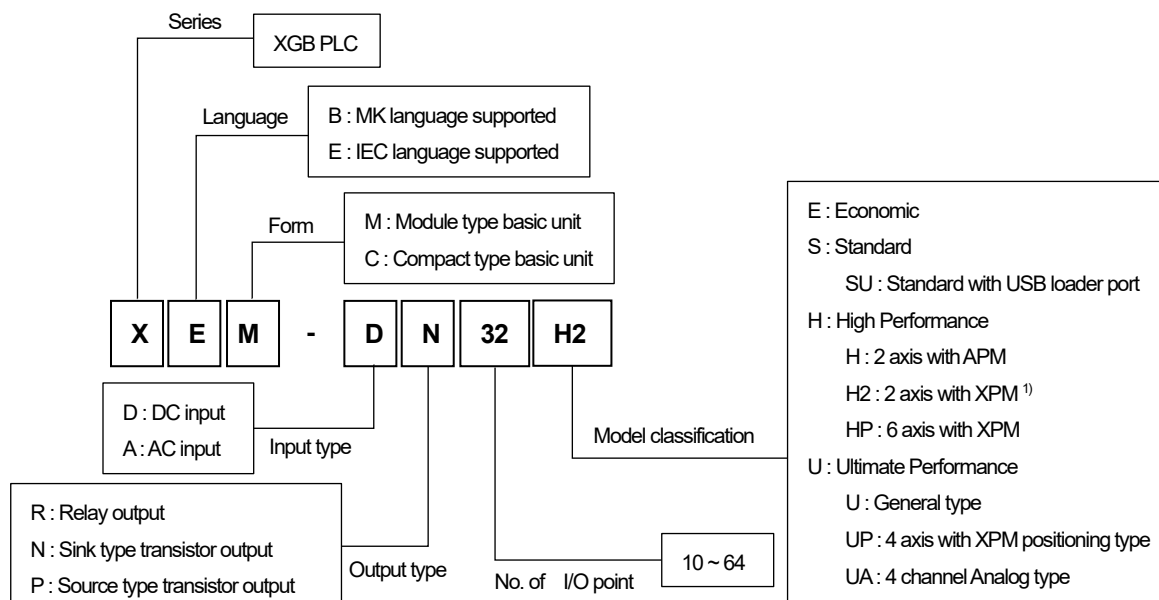 Series
XGB PLC
Language
B : MK language supported
E : IEC language supported
Form
M : Module type basic unit
C : Compact type basic unit
X E M - D N 32 H2
D : DC input
A : AC input
Input type
R : Relay output
N : Sink type transistor output
P : Source type transistor output
Output type
No. of I/O point
10 ~ 64
Model classification
E : Economic
S : Standard
SU : Standard with USB loader port
H : High Performance
H : 2 axis with APM
H2 : 2 axis with XPM 1)
HP : 6 axis with XPM
U : Ultimate Performance
U : General type
UP : 4 axis with XPM positioning type
UA : 4 channel Analog type